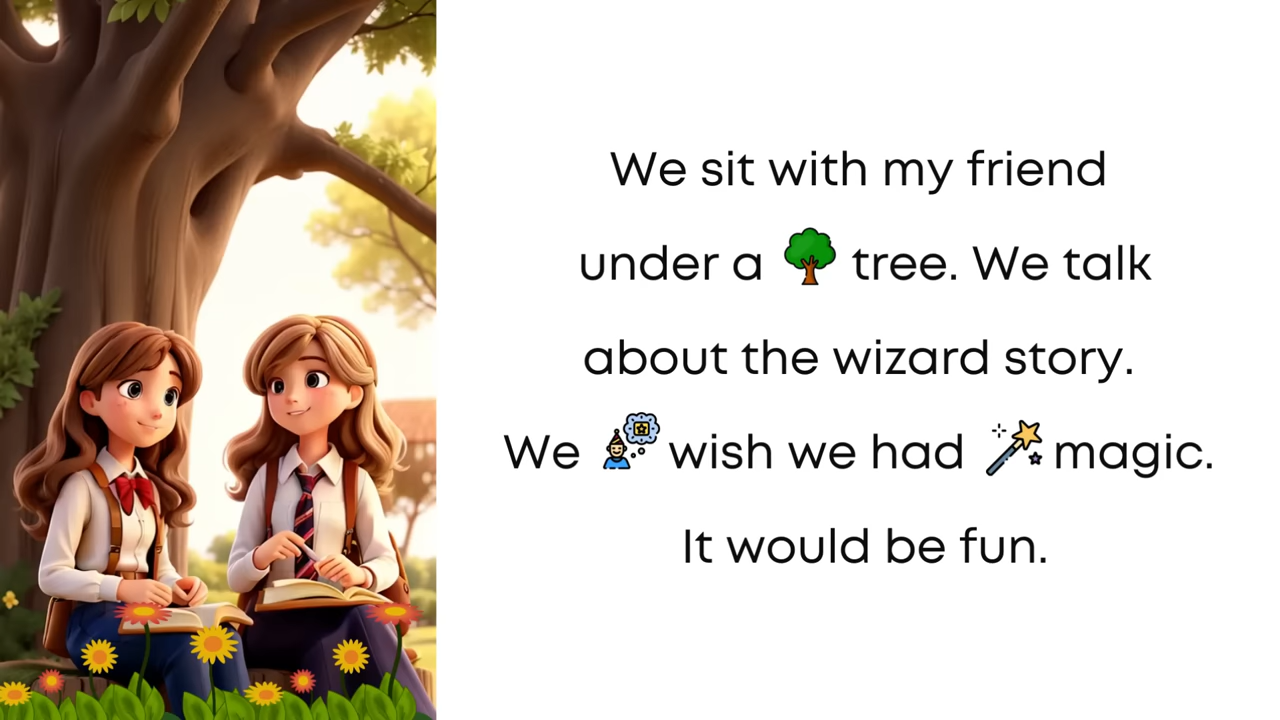 We sit with my friend
under a tree. We talk
about the wizard story.
We wish we had magic.
It would be fun.